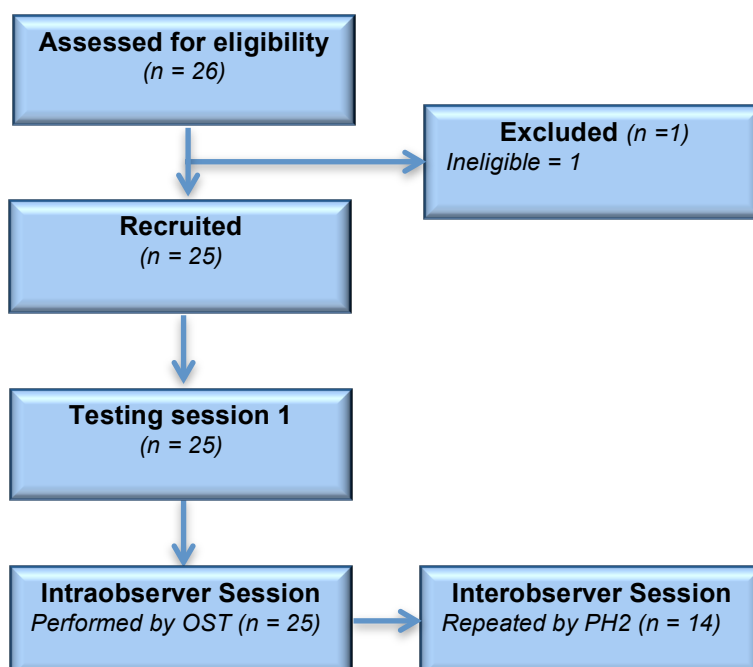 Assessed for eligibility
(n = 26)
Excluded (n =1)
Ineligible = 1
Recruited
(n = 25)
Testing session 1
(n = 25)
Intraobserver Session
Performed by OST (n = 25)
Interobserver Session
Repeated by PH2 (n = 14)